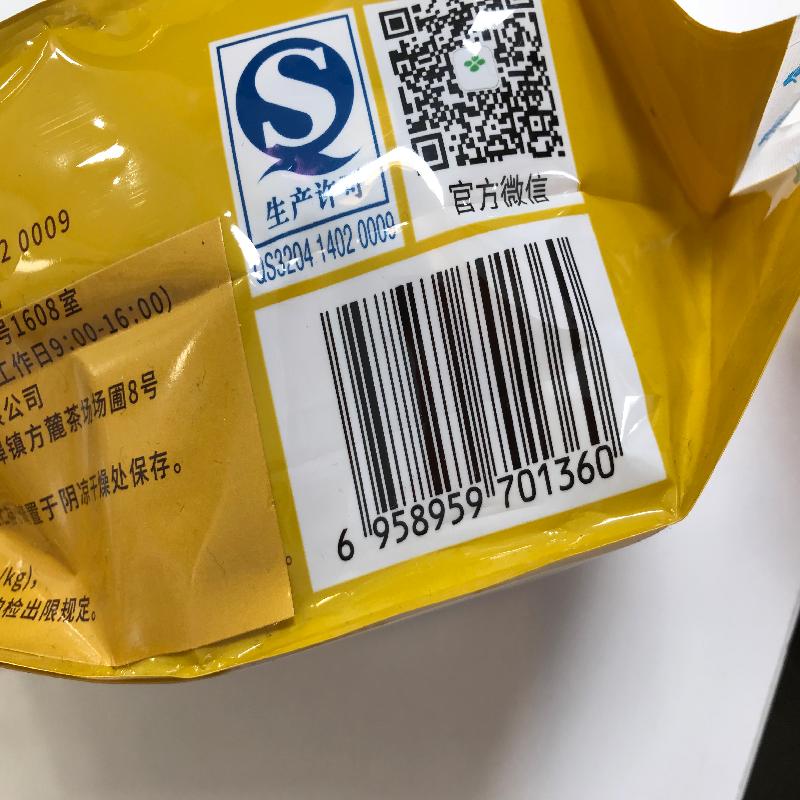 S
生产许可
QS3204 1402 0009
官方微信
2 0009
号1608室
工作日9:00-16:00)
公司
镇方麓茶场场圃8号
置于阴凉干燥处保存。
/kg),
检出限规定。
6 958959 701360